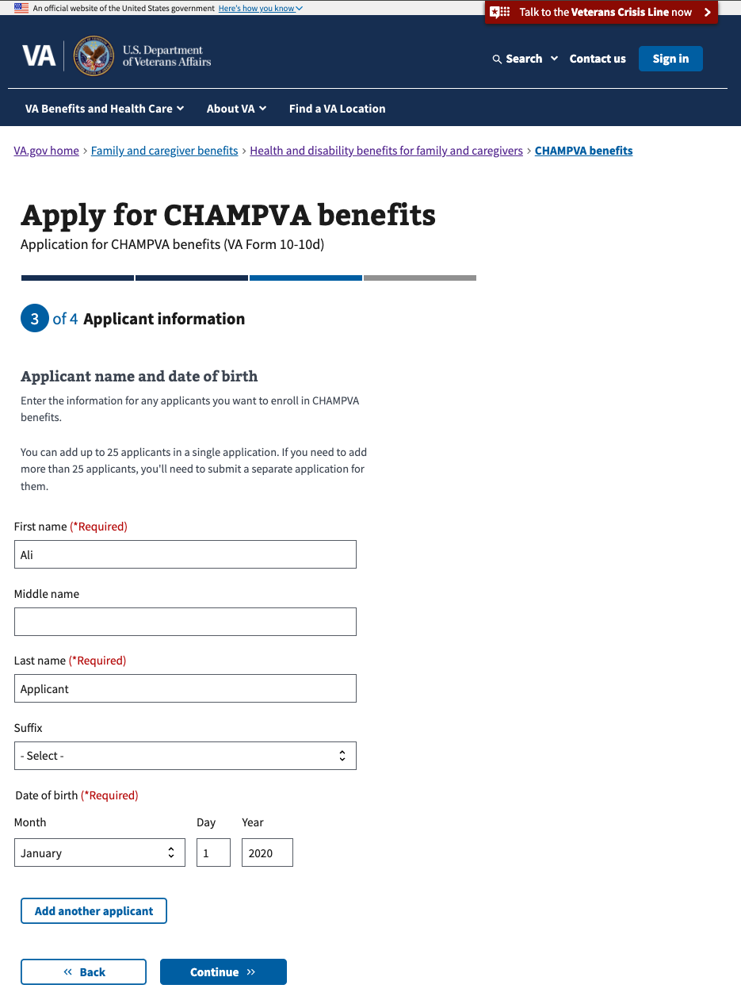 An official website of the United States government Here's how you know
Talk to the Veterans Crisis Line now
VA
U.S. Department
of Veterans Affairs
Search
Contact us
Sign in
VA Benefits and Health Care
About VA
Find a VA Location
VA.gov home › Family and caregiver benefits › Health and disability benefits for family and caregivers › CHAMPVA benefits
Apply for CHAMPVA benefits
Application for CHAMPVA benefits (VA Form 10-10d)
3 of 4 Applicant information
Applicant name and date of birth
Enter the information for any applicants you want to enroll in CHAMPVA
benefits.
You can add up to 25 applicants in a single application. If you need to add
more than 25 applicants, you'll need to submit a separate application for
them.
First name (*Required)
Ali
Middle name
Last name (*Required)
Applicant
Suffix
- Select -
Date of birth (*Required)
Month Day Year
January 1 2020
Add another applicant
« Back
Continue »